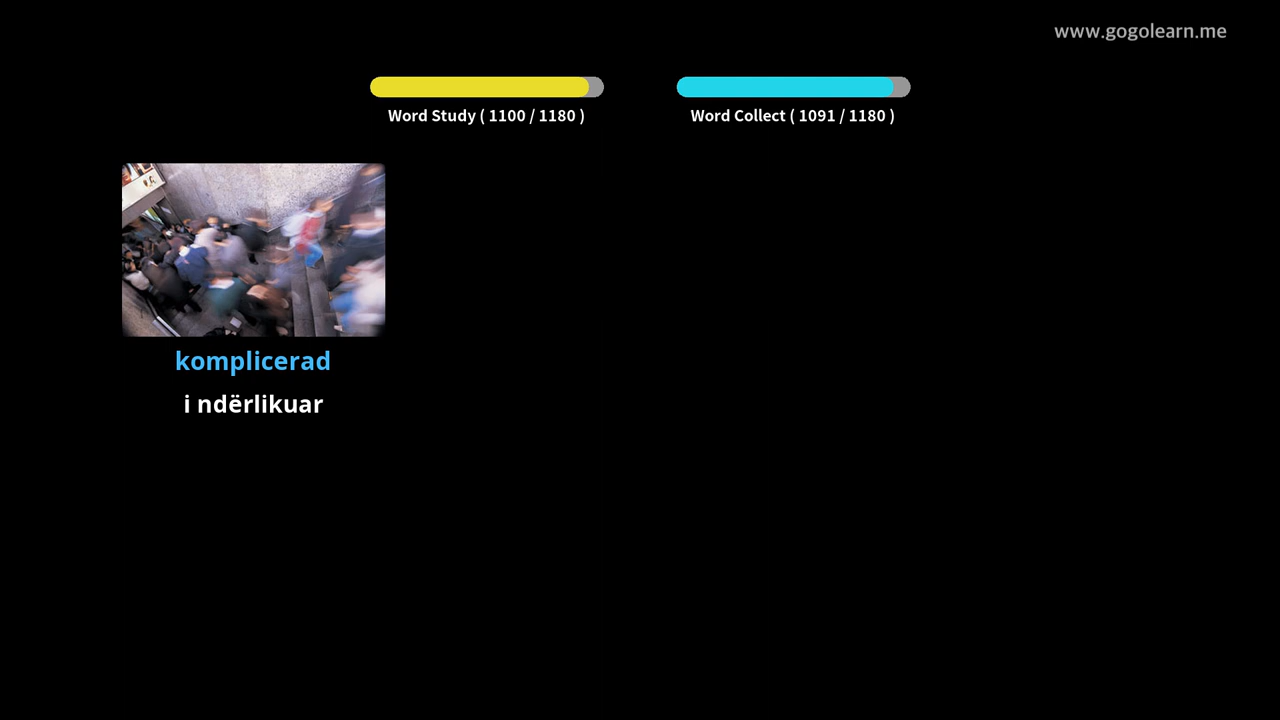 www.gogolearn.me
Word Study ( 1100 / 1180 )
Word Collect ( 1091 / 1180 )
komplicerad
i ndërlikuar